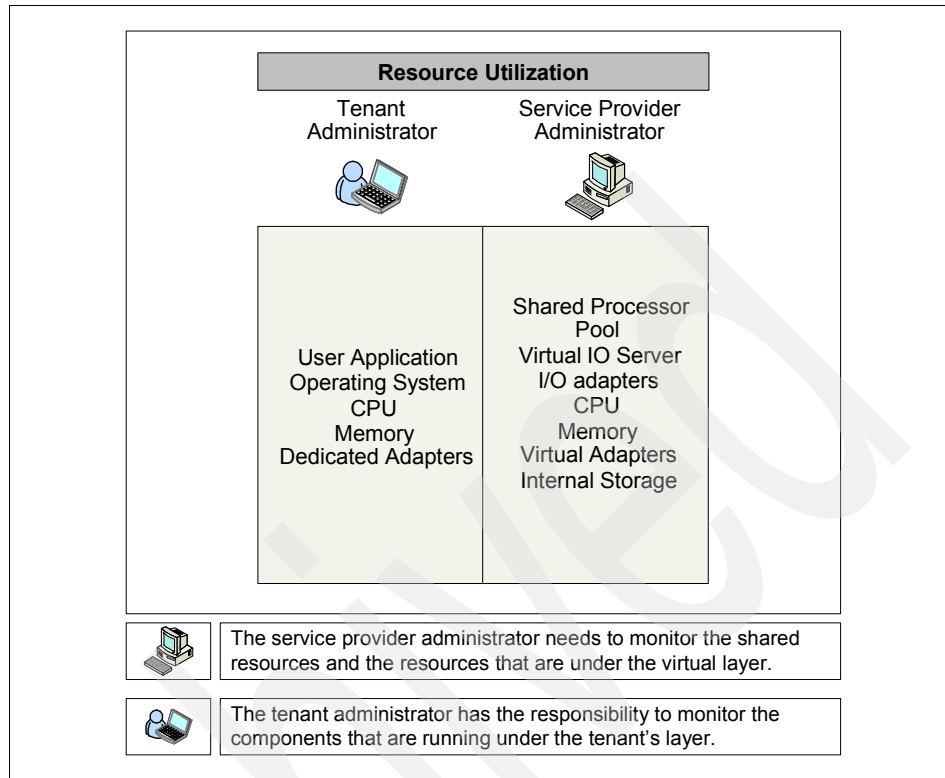 Resource Utilization
Tenant
Administrator
Service Provider
Administrator
User Application
Operating System
CPU
Memory
Dedicated Adapters
Shared Processor
Pool
Virtual IO Server
I/O adapters
CPU
Memory
Virtual Adapters
Internal Storage
The service provider administrator needs to monitor the shared
resources and the resources that are under the virtual layer.
The tenant administrator has the responsibility to monitor the
components that are running under the tenant's layer.